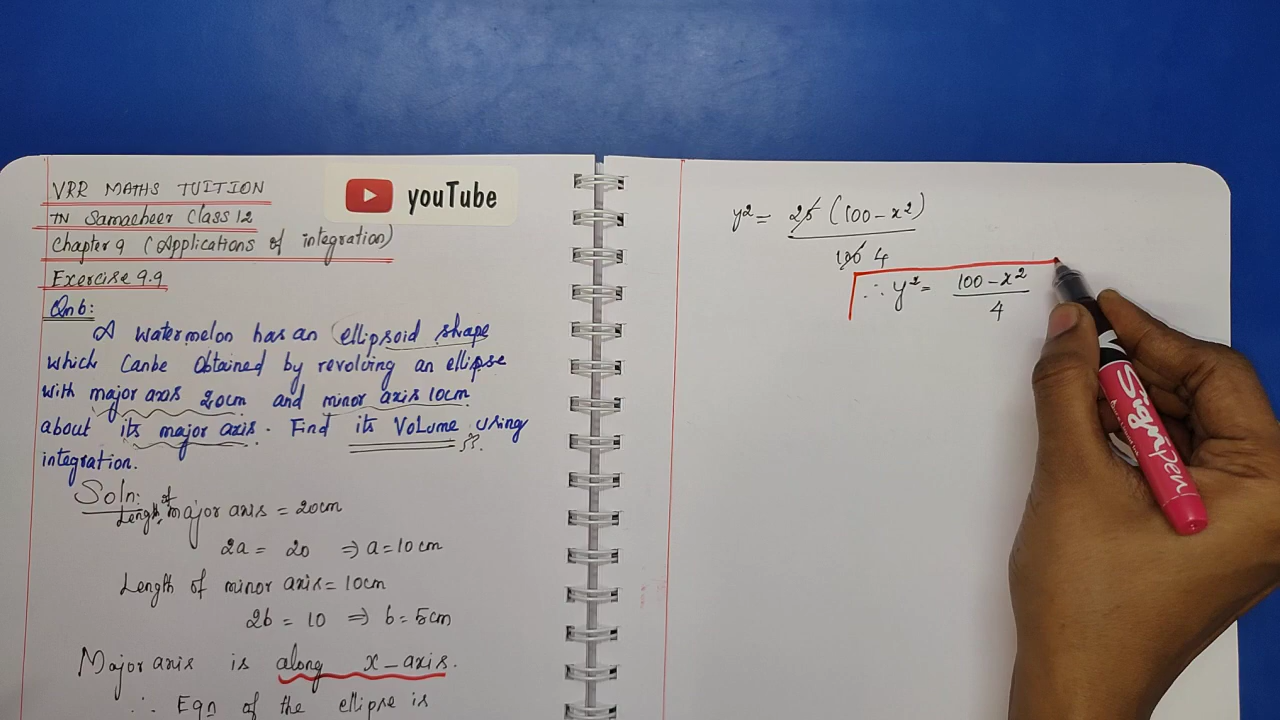 VRR MATHS TUITION
TN Samacheer Class 12
Chapter 9 (Applications of integration)
Exercise 9.9
youTube
Qn 6:
A watermelon has an ellipsoid shape
which can be obtained by revolving an ellipse
with major axis 20cm and minor axis 10cm
about its major axis. Find its Volume using
integration.
Soln:
Length of major axis = 20cm
2a = 20 ⇒ a = 10cm
Length of minor axis = 10cm
2b = 10 ⇒ b = 5cm
Major axis is along x-axis.
∴ Eqn of the ellipse is
y² = 25 (100 - x²)
100 4
∴ y² = 100 - x²
4